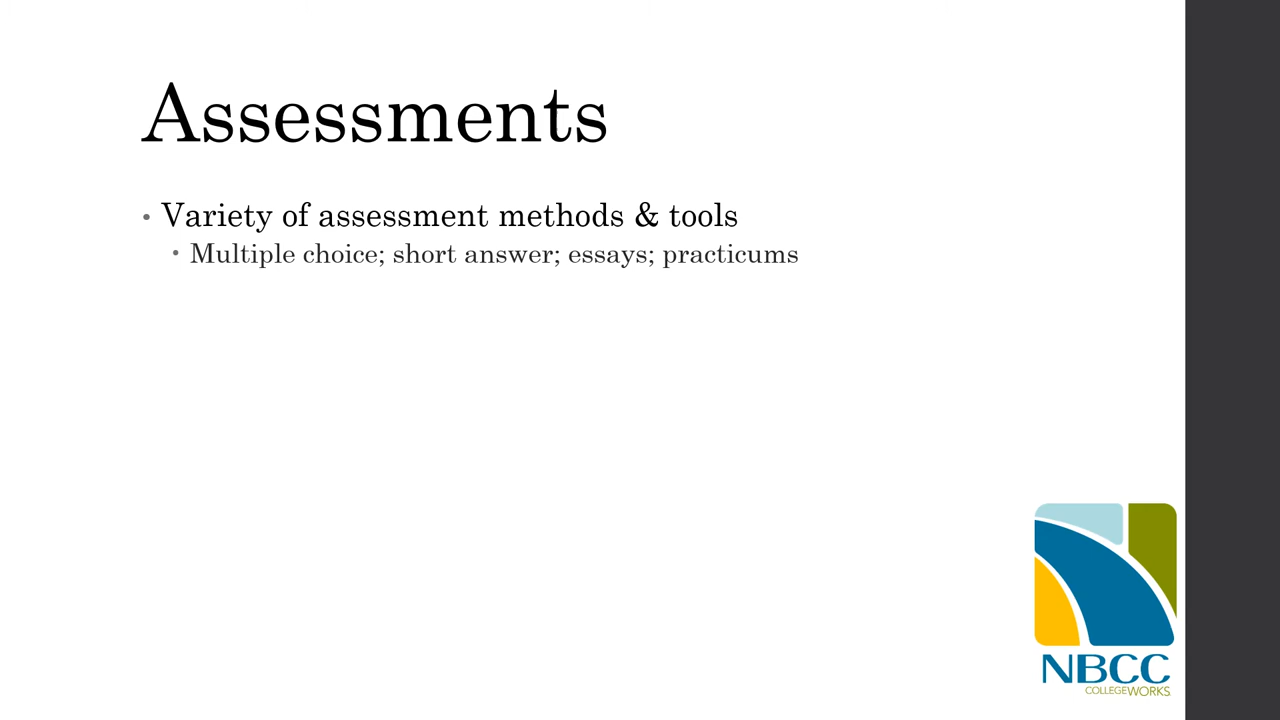 Assessments
• Variety of assessment methods & tools
• Multiple choice; short answer; essays; practicums
NBCC
COLLEGEWORKS